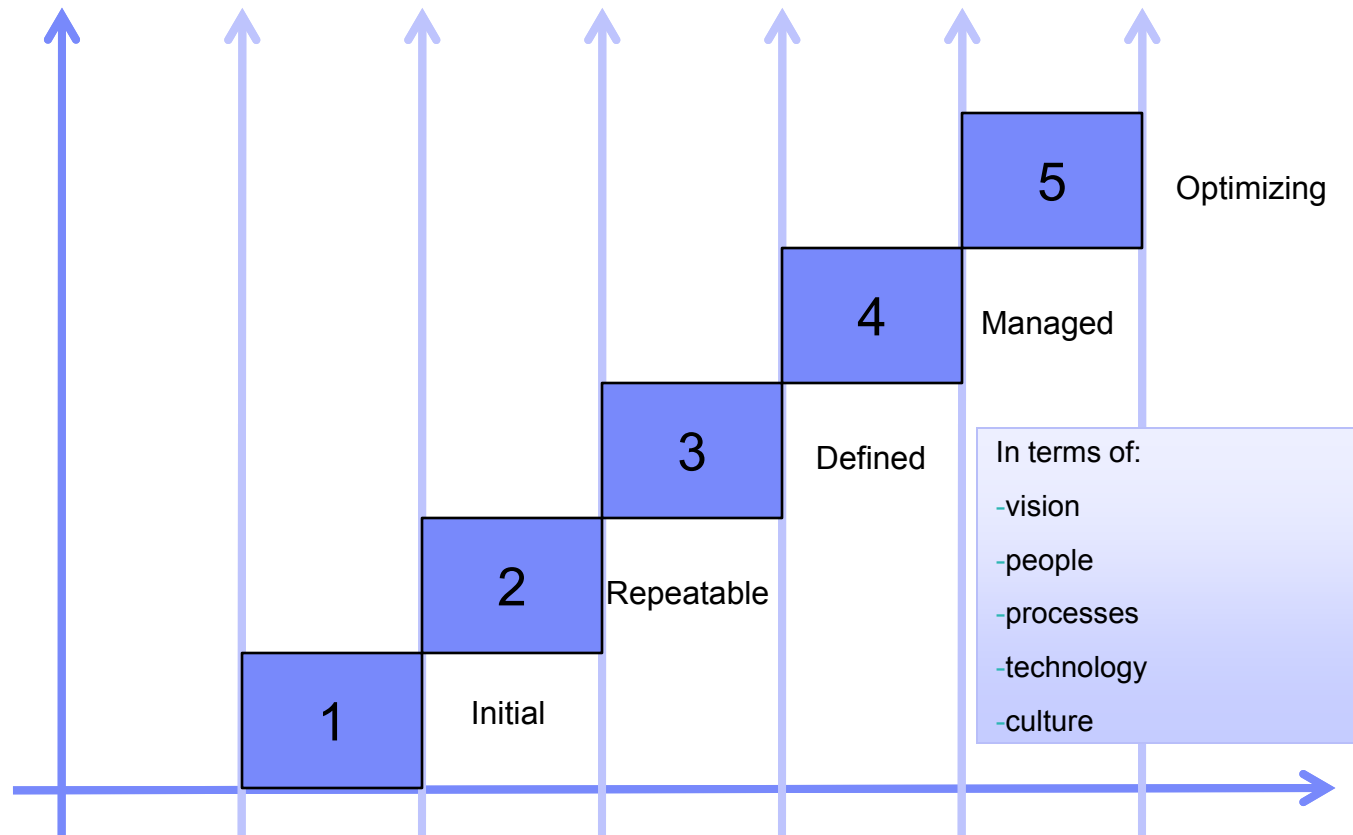 5
Optimizing
4
Managed
3
Defined
In terms of:
-vision
-people
-processes
-technology
-culture
2
Repeatable
1
Initial